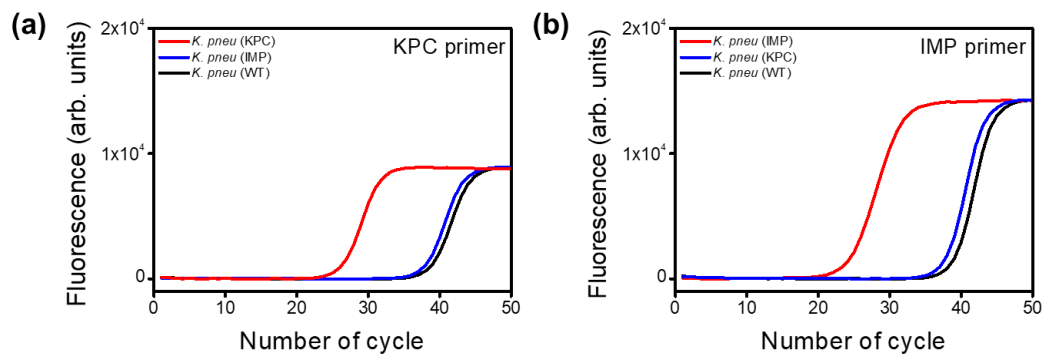 (a)
2x10⁴
K. pneu (KPC)
K. pneu (IMP)
K. pneu (WT)
KPC primer
1x10⁴
0
Fluorescence (arb. units)
0 10 20 30 40 50
Number of cycle
(b)
2x10⁴
K. pneu (IMP)
K. pneu (KPC)
K. pneu (WT)
IMP primer
1x10⁴
0
Fluorescence (arb. units)
0 10 20 30 40 50
Number of cycle